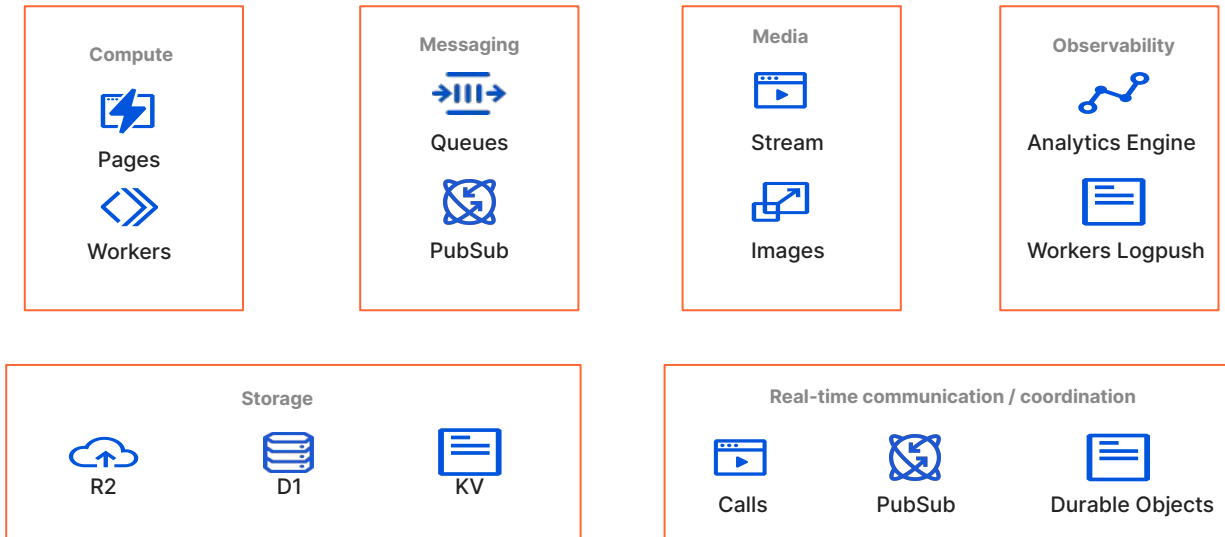 Compute
Pages
Workers
Messaging
Queues
PubSub
Media
Stream
Images
Observability
Analytics Engine
Workers Logpush
Storage
R2
D1
KV
Real-time communication / coordination
Calls
PubSub
Durable Objects